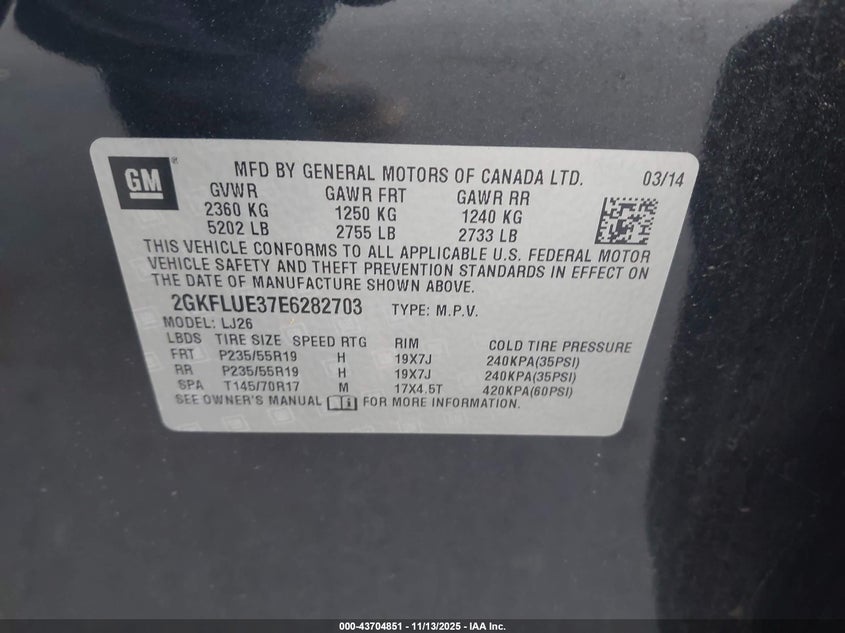 GM
®
MFD BY GENERAL MOTORS OF CANADA LTD. 03/14
GVWR GAWR FRT GAWR RR
2360 KG 1250 KG 1240 KG
5202 LB 2755 LB 2733 LB
THIS VEHICLE CONFORMS TO ALL APPLICABLE U.S. FEDERAL MOTOR
VEHICLE SAFETY AND THEFT PREVENTION STANDARDS IN EFFECT ON
THE DATE OF MANUFACTURE SHOWN ABOVE.
2GKFLUE37E6282703 TYPE: M.P.V.
MODEL: LJ26
LBDS TIRE SIZE SPEED RTG RIM COLD TIRE PRESSURE
FRT P235/55R19 H 19X7J 240KPA(35PSI)
RR P235/55R19 H 19X7J 240KPA(35PSI)
SPA T145/70R17 M 17X4.5T 420KPA(60PSI)
SEE OWNER'S MANUAL FOR MORE INFORMATION.
000-43704851 - 11/13/2025 - IAA Inc.